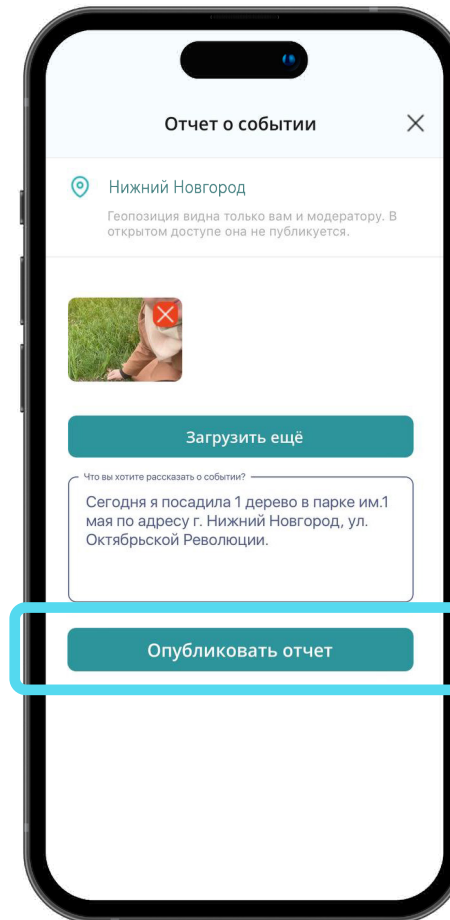 Отчет о событии
Нижний Новгород
Геопозиция видна только вам и модератору. В
открытом доступе она не публикуется.
Загрузить ещё
Что вы хотите рассказать о событии?
Сегодня я посадила 1 дерево в парке им.1
мая по адресу г. Нижний Новгород, ул.
Октябрьской Революции.
Опубликовать отчет